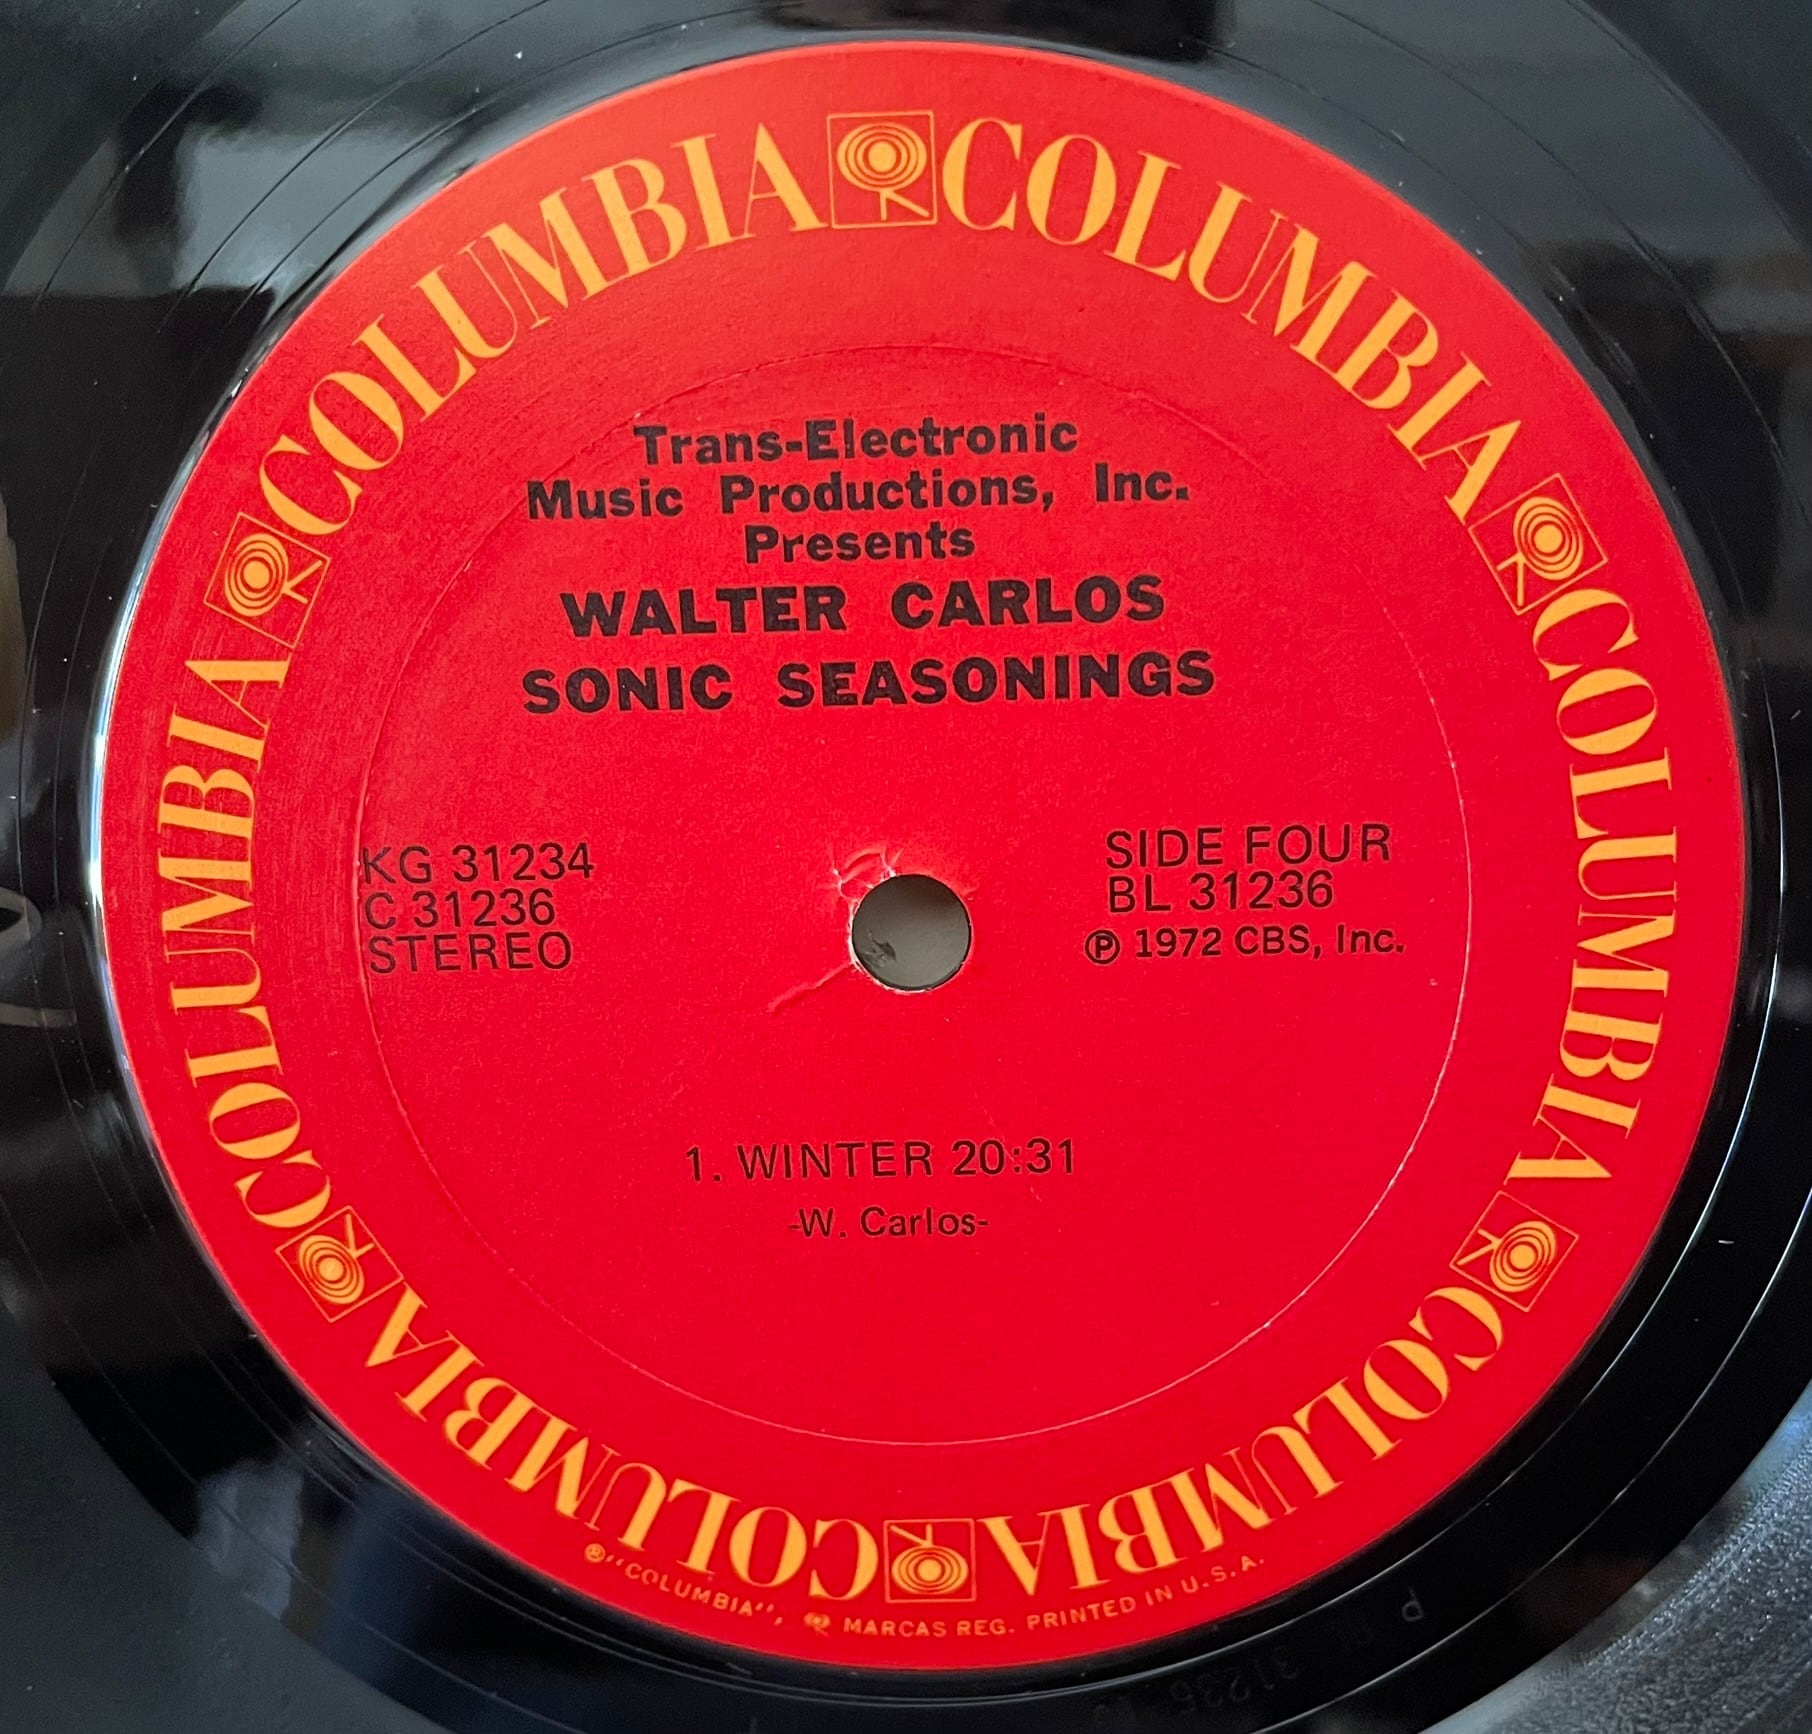 COLUMBIA COLUMBIA COLUMBIA COLUMBIA COLUMBIA COLUMBIA
Trans-Electronic
Music Productions, Inc.
Presents
WALTER CARLOS
SONIC SEASONINGS
KG 31234
C 31236
STEREO
SIDE FOUR
BL 31236
℗ 1972 CBS, Inc.
1. WINTER 20:31
-W. Carlos-
®"COLUMBIA", MARCAS REG. PRINTED IN U.S.A.